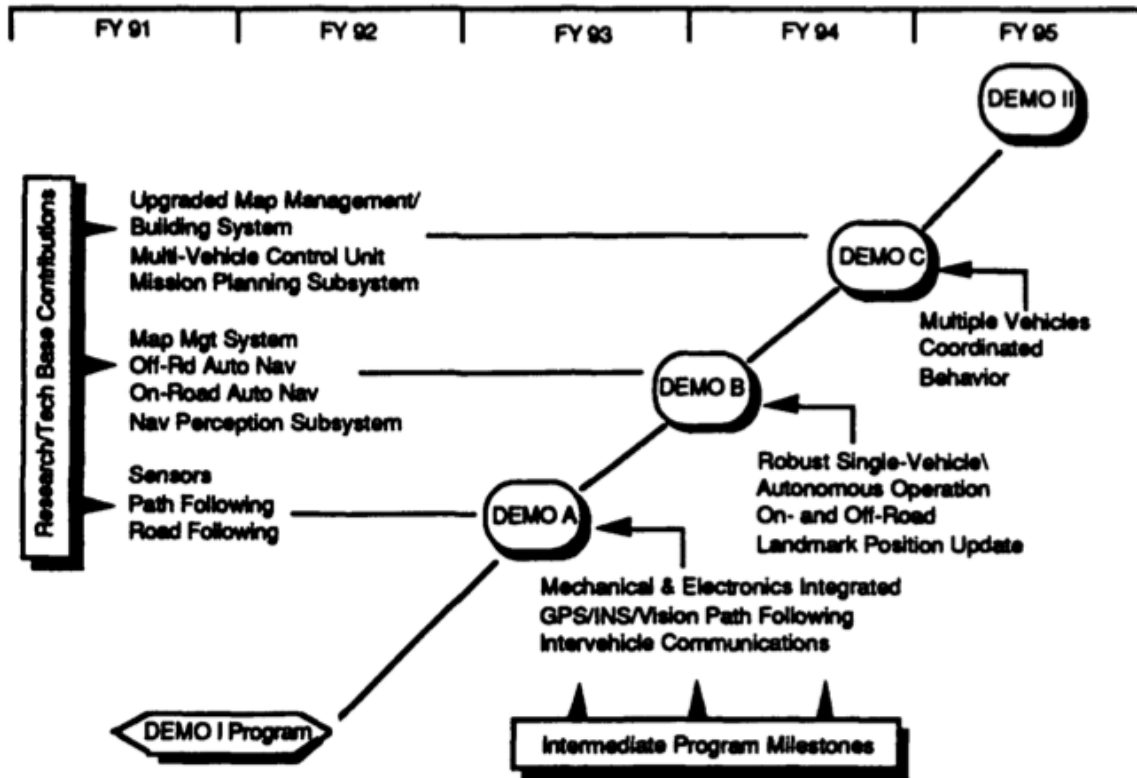 FY 91 FY 92 FY 93 FY 94 FY 95
DEMO II
Research/Tech Base Contributions
Upgraded Map Management/
Building System
Multi-Vehicle Control Unit
Mission Planning Subsystem
DEMO C
Multiple Vehicles
Coordinated
Behavior
Map Mgt System
Off-Rd Auto Nav
On-Road Auto Nav
Nav Perception Subsystem
DEMO B
Robust Single-Vehicle\
Autonomous Operation
On- and Off-Road
Landmark Position Update
Sensors
Path Following
Road Following
DEMO A
Mechanical & Electronics Integrated
GPS/INS/Vision Path Following
Intervehicle Communications
DEMO I Program
Intermediate Program Milestones